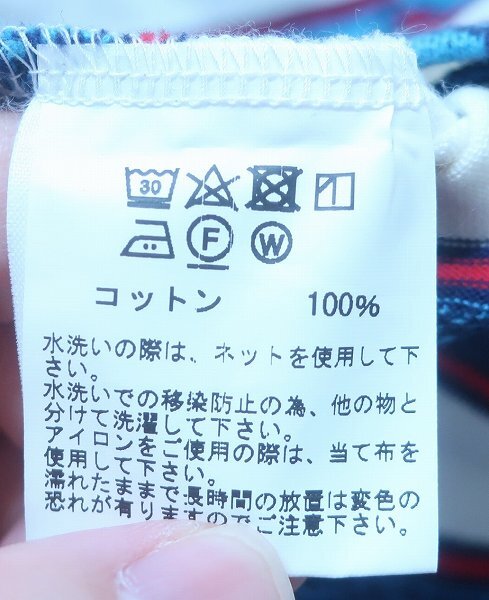 30
F W
コットン 100%
水洗いの際は、ネットを使用して下
さい。
水洗いでの移染防止の為、他の物と
分けて洗濯して下さい。
アイロンをご使用の際は、当て布を
使用して下さい。
濡れたままで長時間の放置は変色の
恐れが有りますのでご注意下さい。